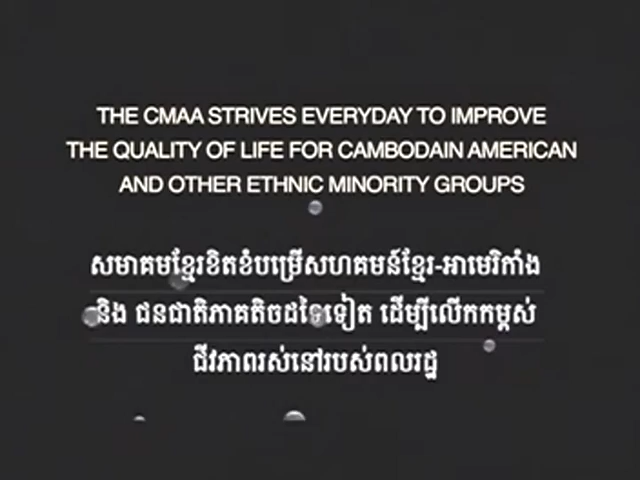 THE CMAA STRIVES EVERYDAY TO IMPROVE
THE QUALITY OF LIFE FOR CAMBODAIN AMERICAN
AND OTHER ETHNIC MINORITY GROUPS
សមាគមខ្មែរខិតខំបម្រើសហគមន៍ខ្មែរ-អាមេរិកាំង
និង ជនជាតិភាគតិចដទៃទៀត ដើម្បីលើកកម្ពស់
ជីវភាពរស់នៅរបស់ពលរដ្ឋ